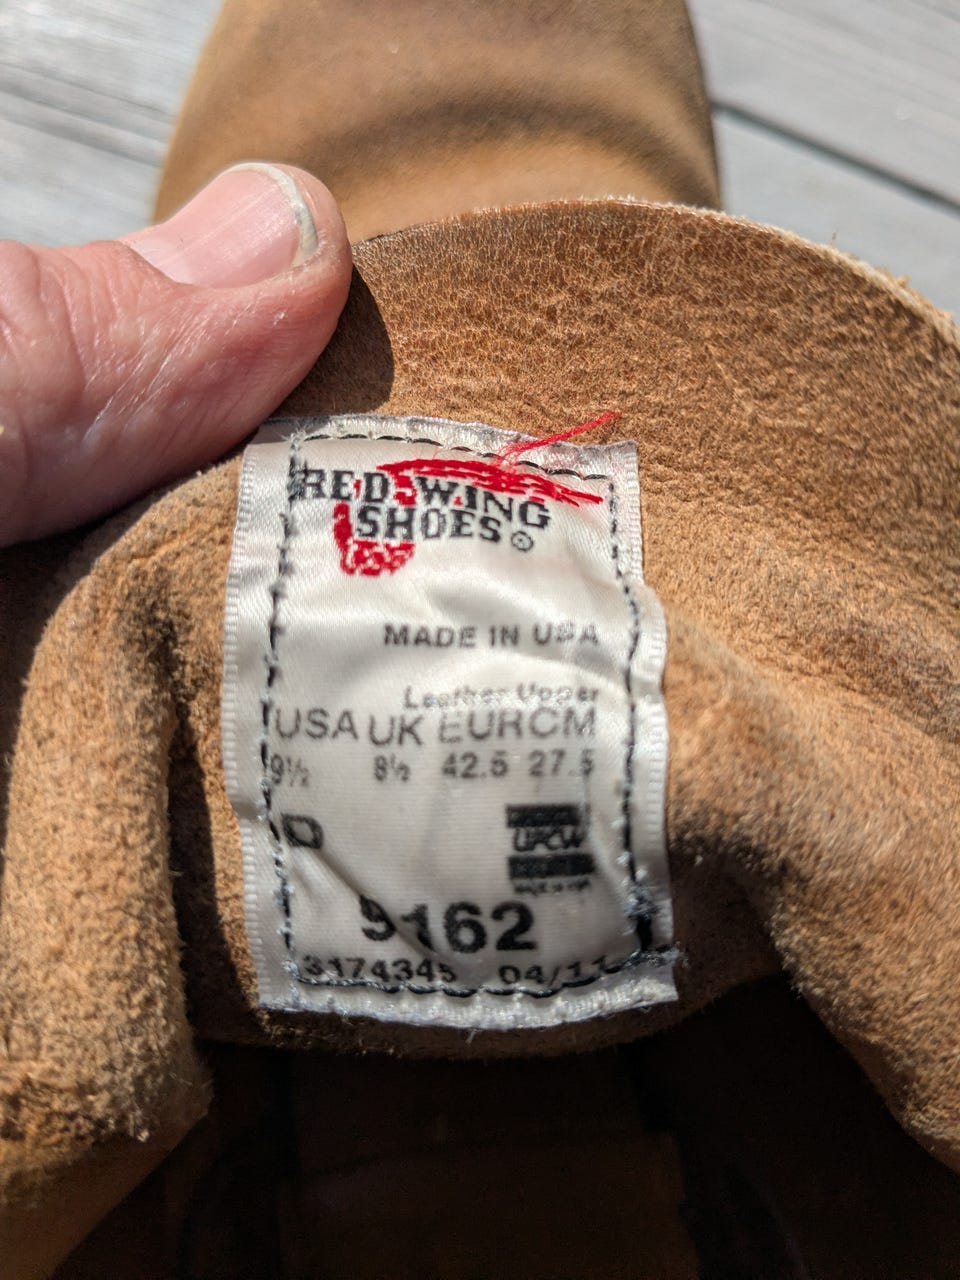 RED WING
SHOES®
MADE IN USA
Leather Upper
USA UK EUR CM
9½ 8½ 42.5 27.5
D
UFCW
9162
3174345 04/11